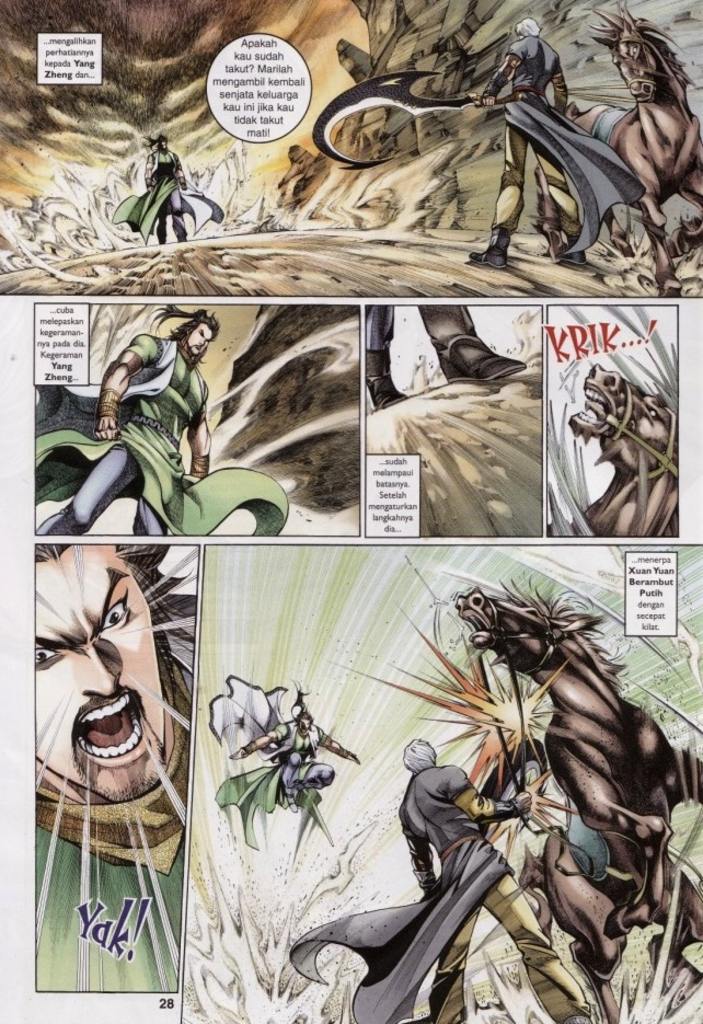 ...mengalihkan
perhatiannya
kepada Yang
Zheng dan...
Apakah
kau sudah
takut? Marilah
mengambil kembali
senjata keluarga
kau ini jika kau
tidak takut
mati!
...cuba
melepaskan
kegeraman-
nya pada dia.
Kegeraman
Yang
Zheng...
...sudah
melampaui
batasnya.
Setelah
mengaturkan
langkahnya
dia...
KRIK...!
Yak!
...menerpa
Xuan Yuan
Berambut
Putih
dengan
secepat
kilat.
28